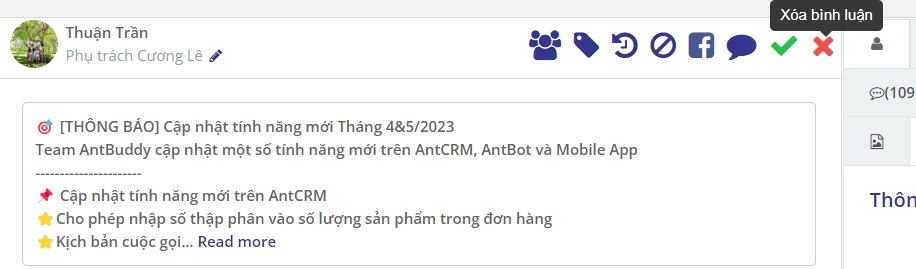 Xóa bình luận
Thuận Trần
Phụ trách Cương Lê
(109
[THÔNG BÁO] Cập nhật tính năng mới Tháng 4&5/2023
Team AntBuddy cập nhật một số tính năng mới trên AntCRM, AntBot và Mobile App
----------------------
Cập nhật tính năng mới trên AntCRM
Cho phép nhập số thập phân vào số lượng sản phẩm trong đơn hàng
Kịch bản cuộc gọi... Read more
Thôn